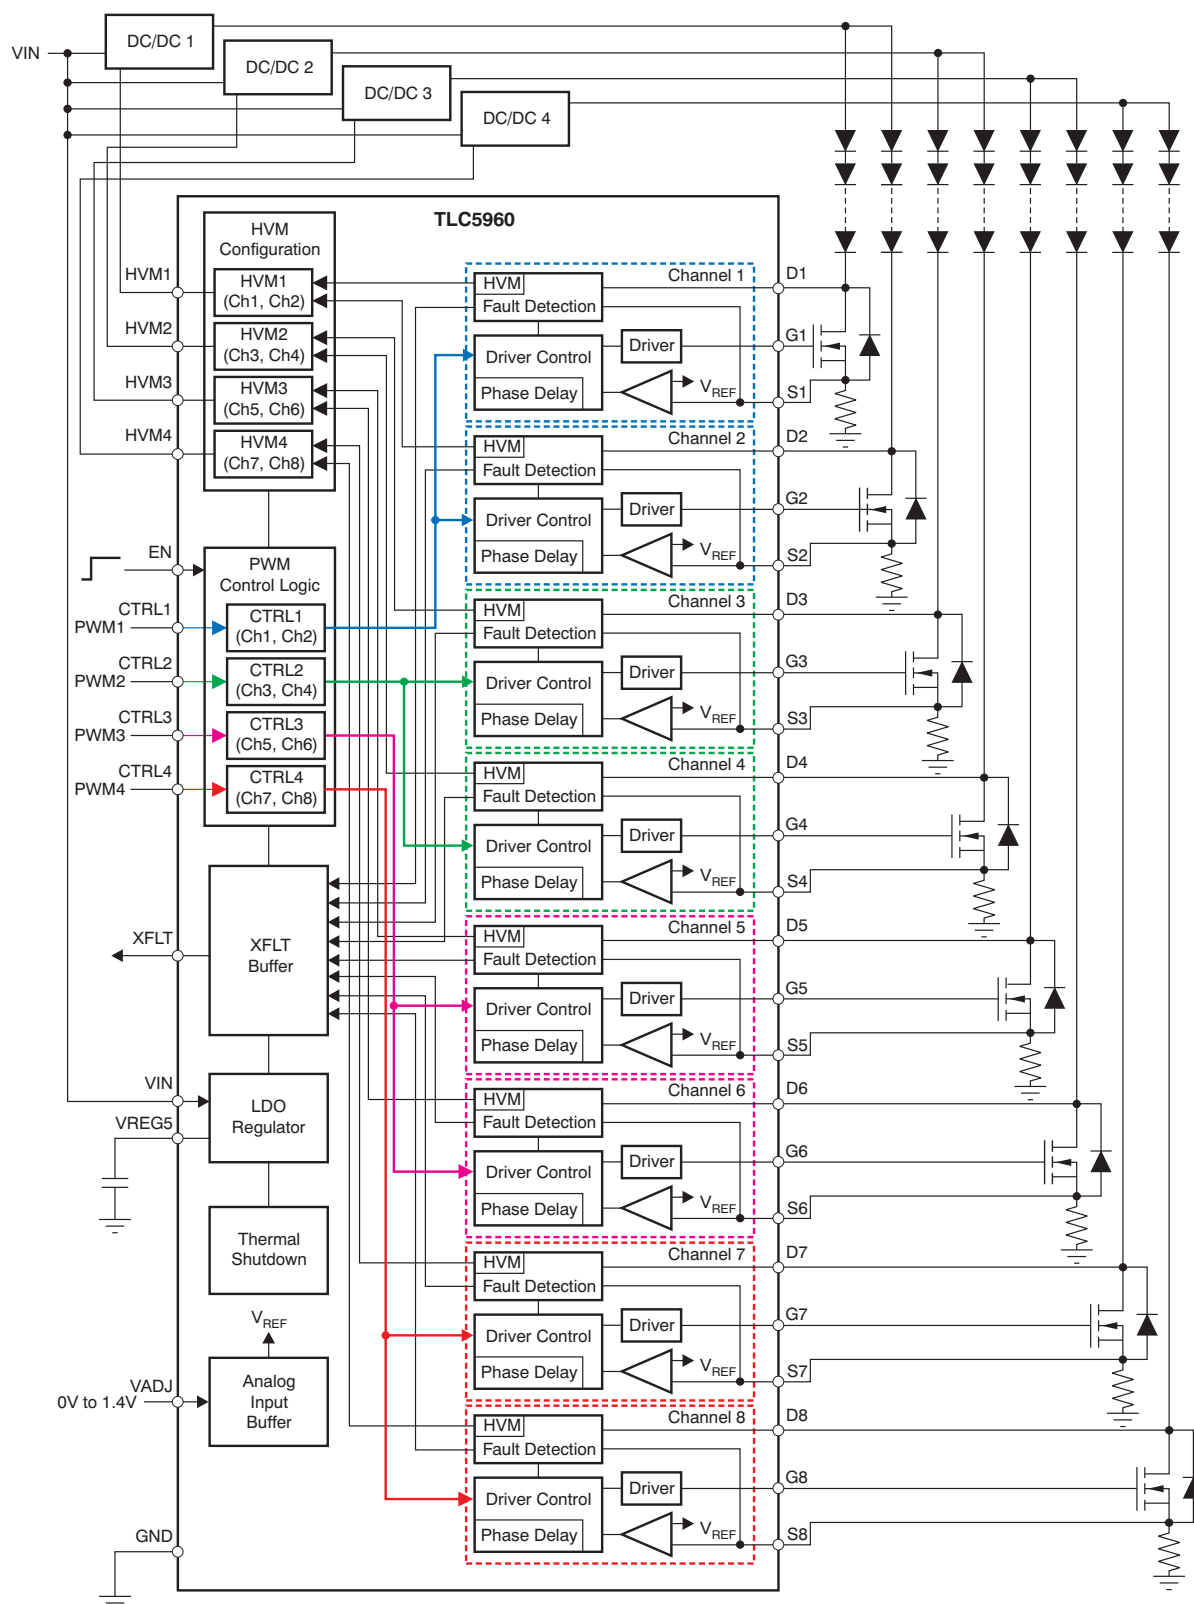 DC/DC 1
VIN
DC/DC 2
DC/DC 3
DC/DC 4
TLC5960
HVM
Configuration
HVM1
HVM1
(Ch1, Ch2)
HVM2
HVM2
(Ch3, Ch4)
HVM3
HVM3
(Ch5, Ch6)
HVM4
HVM4
(Ch7, Ch8)
EN
PWM
Control Logic
CTRL1
PWM1
CTRL1
(Ch1, Ch2)
CTRL2
PWM2
CTRL2
(Ch3, Ch4)
CTRL3
PWM3
CTRL3
(Ch5, Ch6)
CTRL4
PWM4
CTRL4
(Ch7, Ch8)
XFLT
XFLT
Buffer
VIN
VREG5
LDO
Regulator
Thermal
Shutdown
VREF
VADJ
0V to 1.4V
Analog
Input
Buffer
GND
Channel 1
HVM
Fault Detection
Driver Control
Phase Delay
Driver
VREF
D1
G1
S1
Channel 2
HVM
Fault Detection
Driver Control
Phase Delay
Driver
VREF
D2
G2
S2
Channel 3
HVM
Fault Detection
Driver Control
Phase Delay
Driver
VREF
D3
G3
S3
Channel 4
HVM
Fault Detection
Driver Control
Phase Delay
Driver
VREF
D4
G4
S4
Channel 5
HVM
Fault Detection
Driver Control
Phase Delay
Driver
VREF
D5
G5
S5
Channel 6
HVM
Fault Detection
Driver Control
Phase Delay
Driver
VREF
D6
G6
S6
Channel 7
HVM
Fault Detection
Driver Control
Phase Delay
Driver
VREF
D7
G7
S7
Channel 8
HVM
Fault Detection
Driver Control
Phase Delay
Driver
VREF
D8
G8
S8